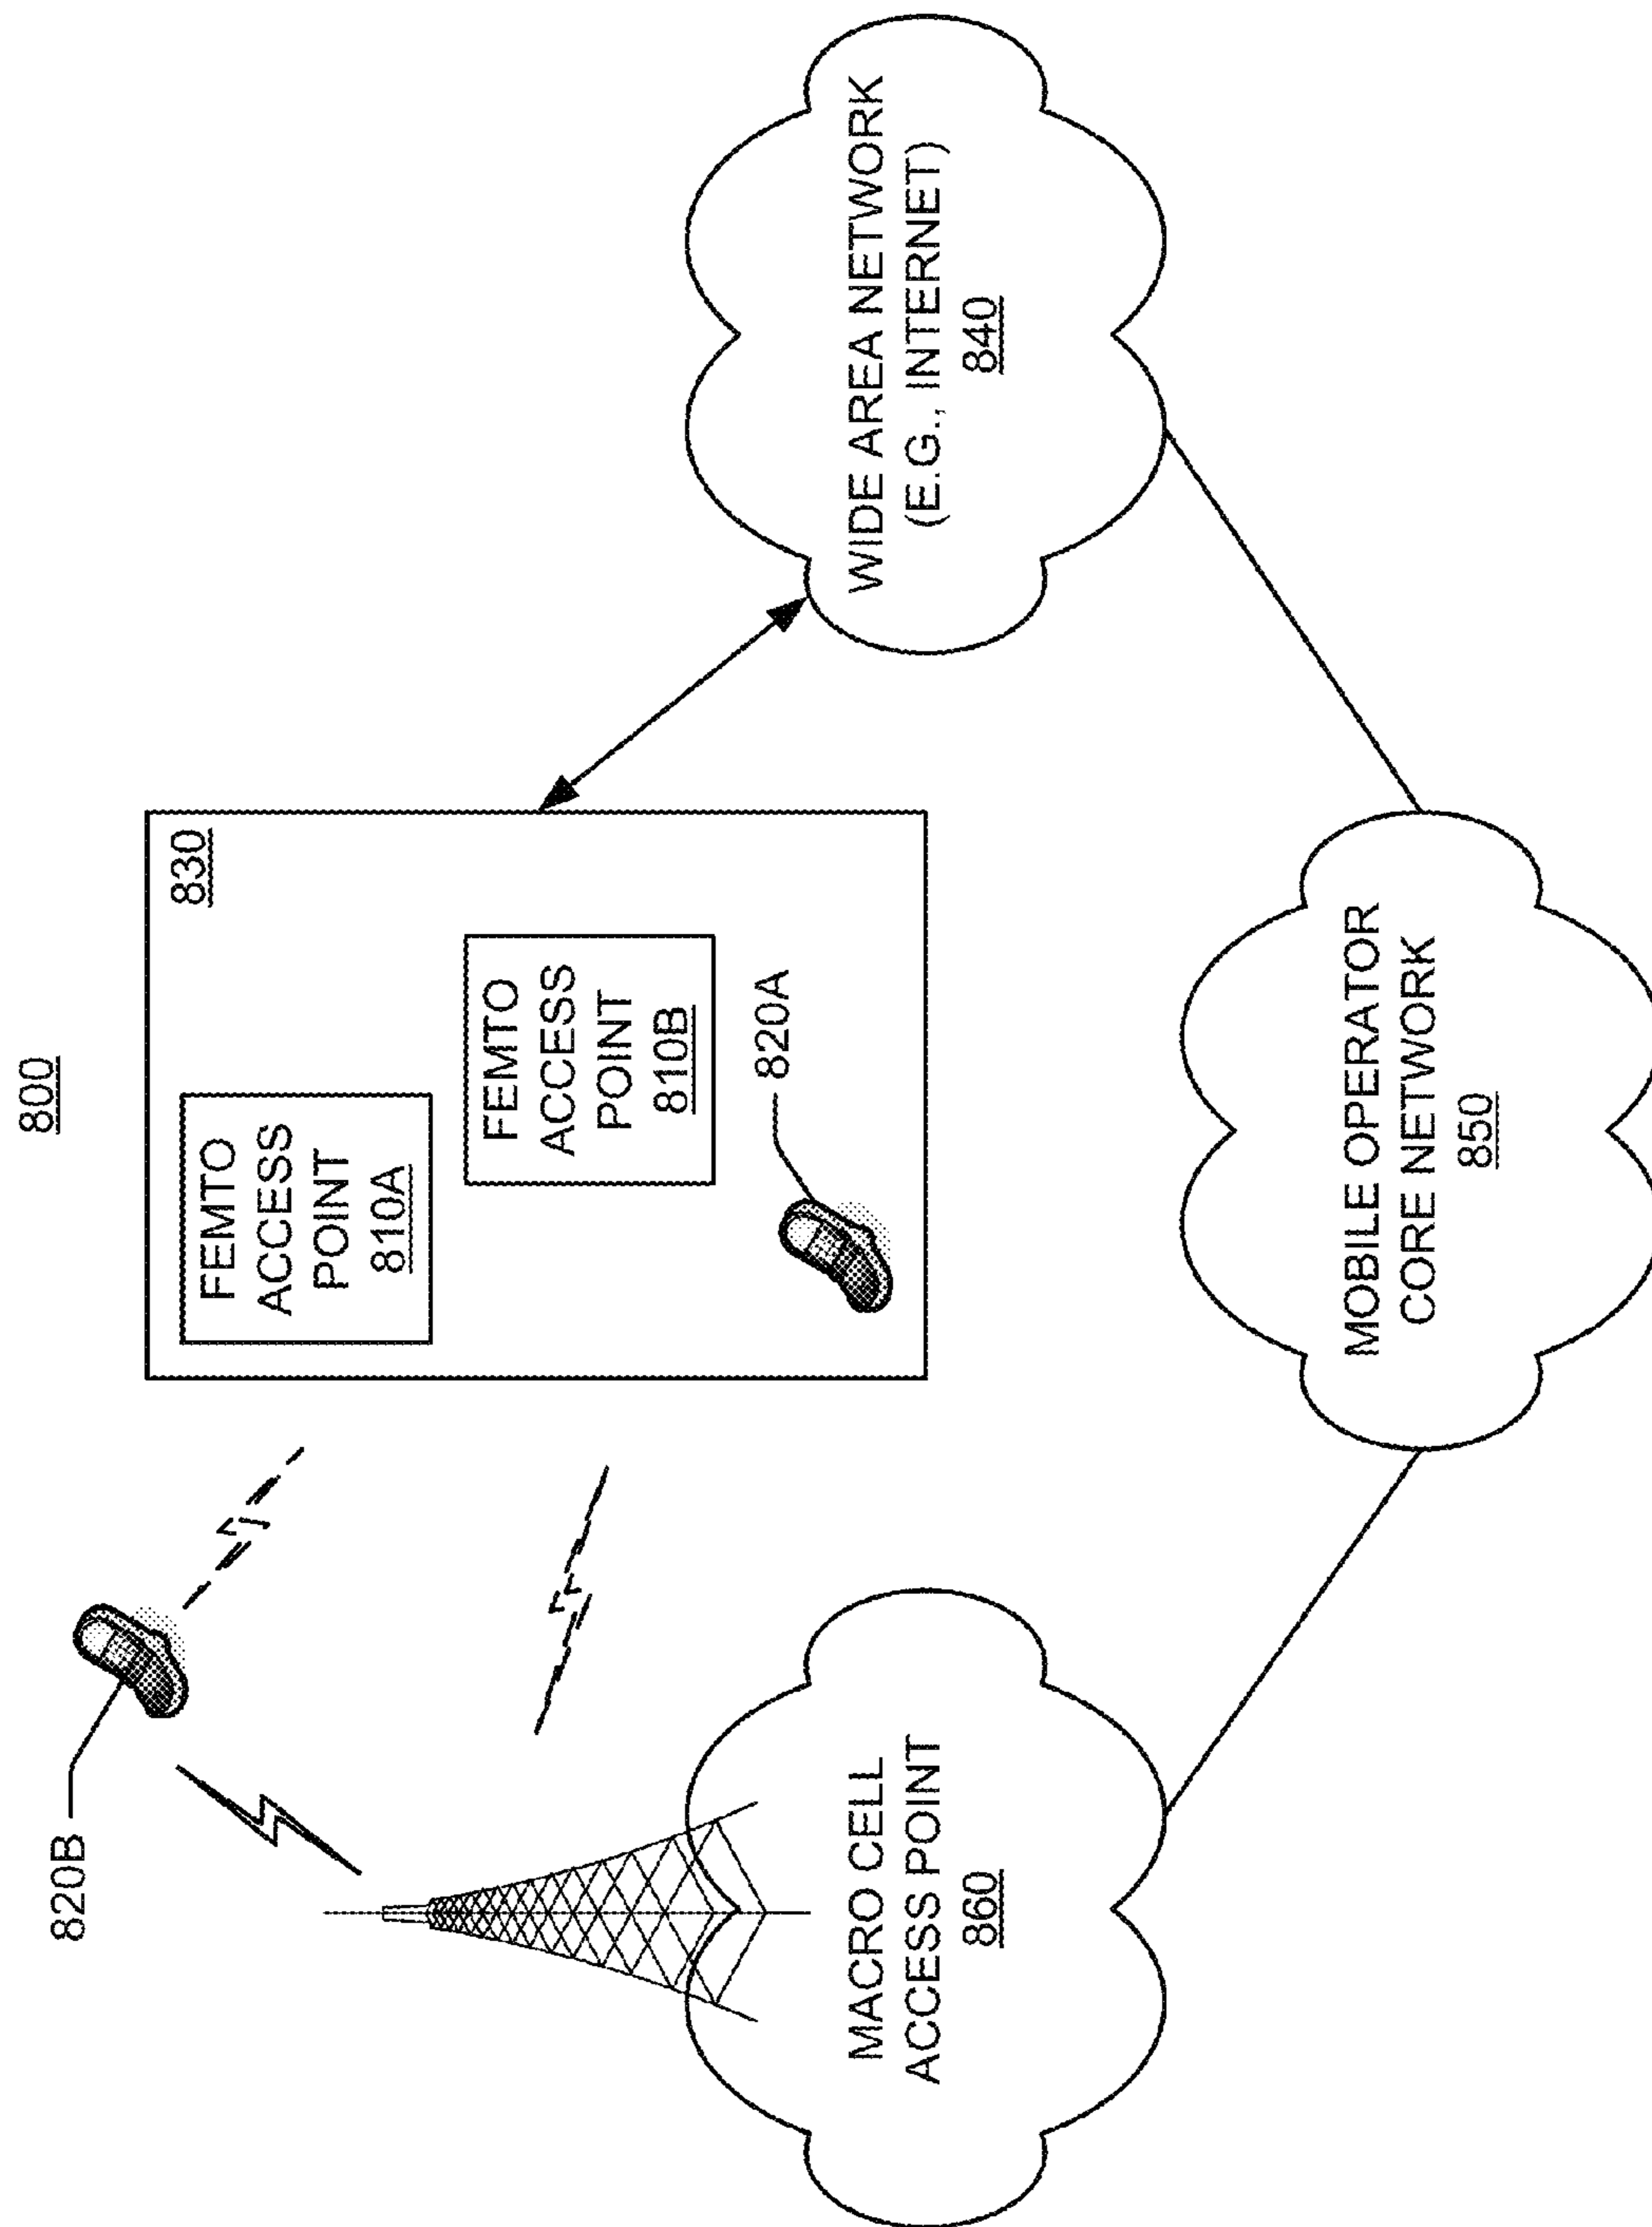 800
820B
FEMTO
ACCESS
POINT
810A
830
FEMTO
ACCESS
POINT
810B
820A
MACRO CELL
ACCESS POINT
860
WIDE AREA NETWORK
(E.G., INTERNET)
840
MOBILE OPERATOR
CORE NETWORK
850